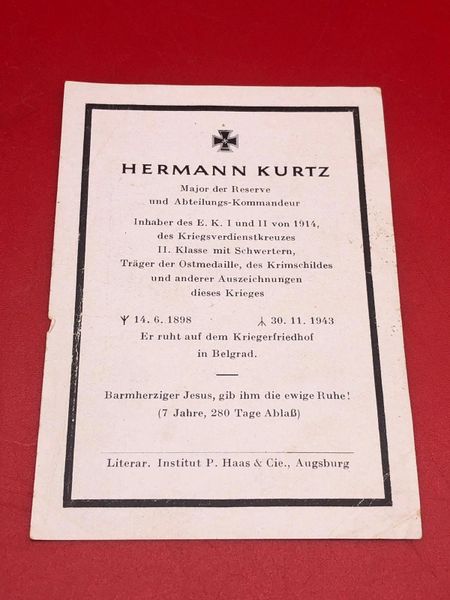 HERMANN KURTZ
Major der Reserve
und Abteilungs-Kommandeur
Inhaber des E. K. I und II von 1914,
des Kriegsverdienstkreuzes
II. Klasse mit Schwertern,
Träger der Ostmedaille, des Krimschildes
und anderer Auszeichnungen
dieses Krieges
ᛉ 14. 6. 1898 ᛣ 30. 11. 1943
Er ruht auf dem Kriegerfriedhof
in Belgrad.
Barmherziger Jesus, gib ihm die ewige Ruhe!
(7 Jahre, 280 Tage Ablaß)
Literar. Institut P. Haas & Cie., Augsburg